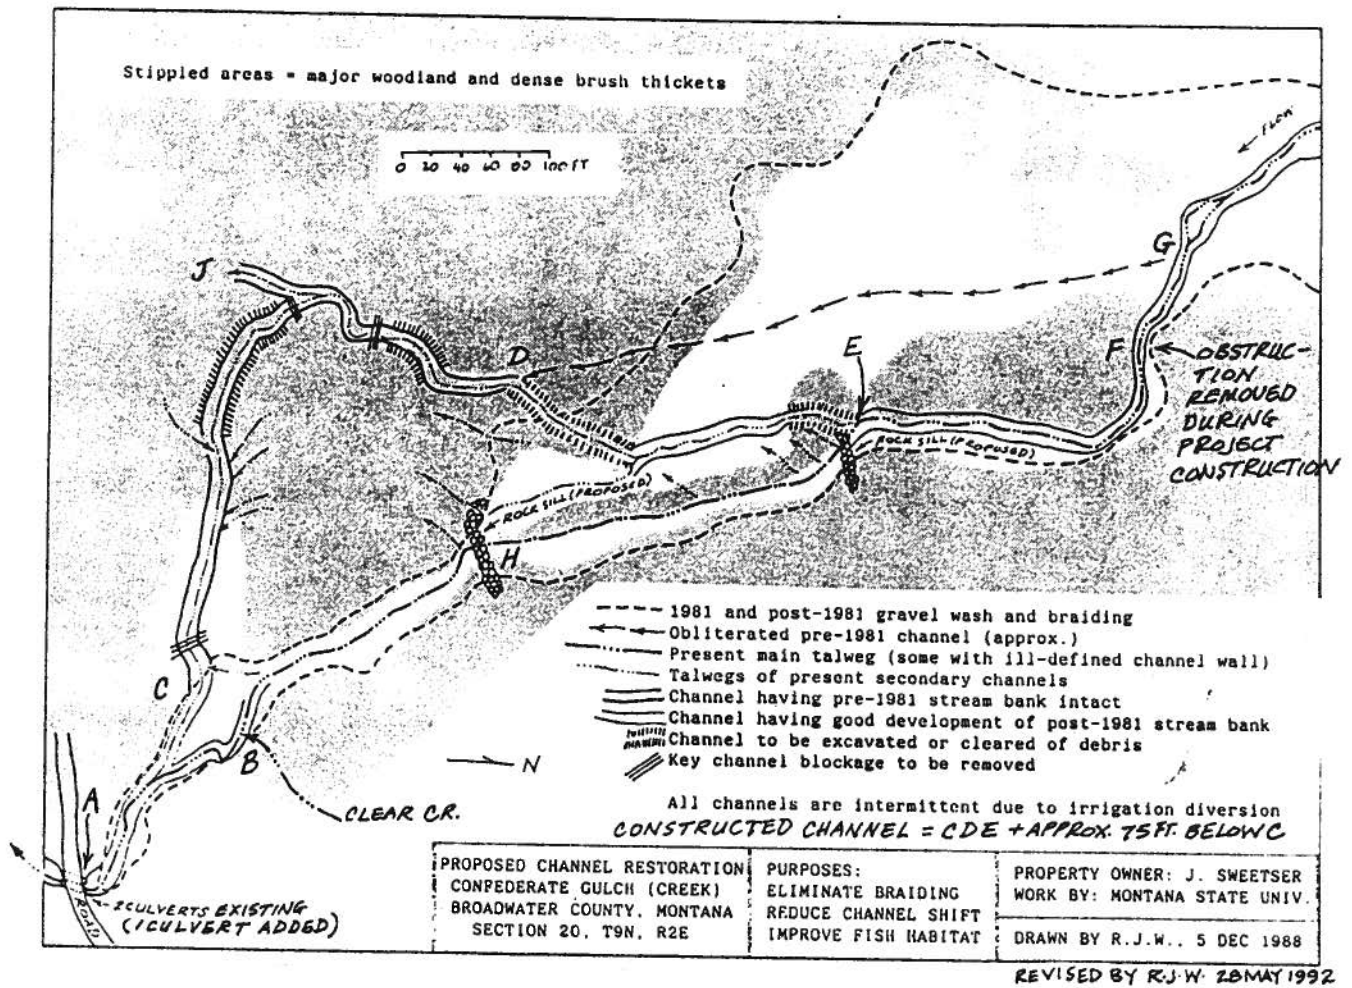 Stippled areas = major woodland and dense brush thickets
0 20 40 60 80 100 FT
FLOW
G
J
D
E
F
OBSTRUC-
TION
REMOVED
DURING
PROJECT
CONSTRUCTION
ROCK SILL (PROPOSED)
ROCK SILL (PROPOSED)
H
1981 and post-1981 gravel wash and braiding
Obliterated pre-1981 channel (approx.)
Present main talweg (some with ill-defined channel wall)
Talwegs of present secondary channels
Channel having pre-1981 stream bank intact
Channel having good development of post-1981 stream bank
Channel to be excavated or cleared of debris
Key channel blockage to be removed
C
N
B
A
CLEAR CR.
All channels are intermittent due to irrigation diversion
CONSTRUCTED CHANNEL = CDE + APPROX. 75 FT. BELOW C
ROAD
2 CULVERTS EXISTING
(1 CULVERT ADDED)
PROPOSED CHANNEL RESTORATION
CONFEDERATE GULCH (CREEK)
BROADWATER COUNTY, MONTANA
SECTION 20, T9N, R2E
PURPOSES:
ELIMINATE BRAIDING
REDUCE CHANNEL SHIFT
IMPROVE FISH HABITAT
PROPERTY OWNER: J. SWEETSER
WORK BY: MONTANA STATE UNIV.
DRAWN BY R.J.W., 5 DEC 1988
REVISED BY R.J.W. 28 MAY 1992